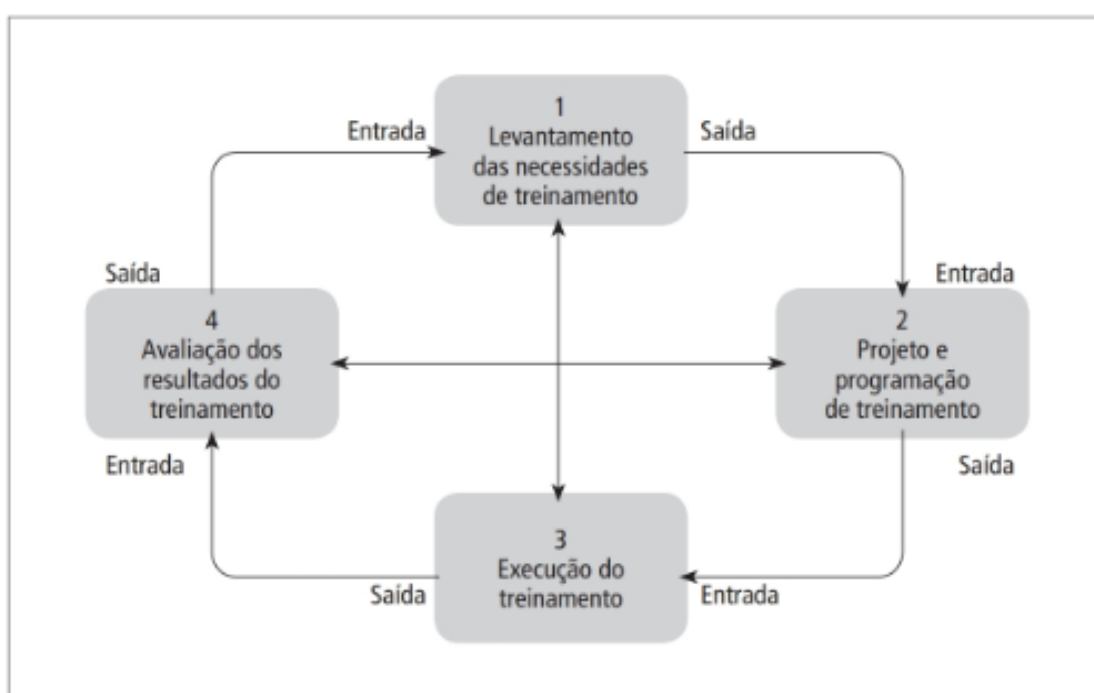 1
Entrada
Levantamento
Saída
das necessidades
de treinamento
Saída
Entrada
4
Avaliação dos
resultados do
treinamento
2
Projeto e
programação
de treinamento
Entrada
Saída
3
Execução do
treinamento
Saída
Entrada